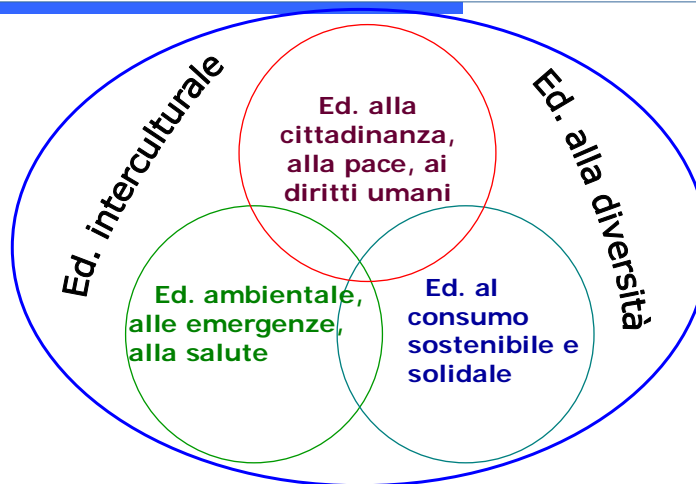 Ed. interculturale
Ed. alla
cittadinanza,
alla pace, ai
diritti umani
Ed. alla diversità
Ed. ambientale,
alle emergenze,
alla salute
Ed. al
consumo
sostenibile e
solidale